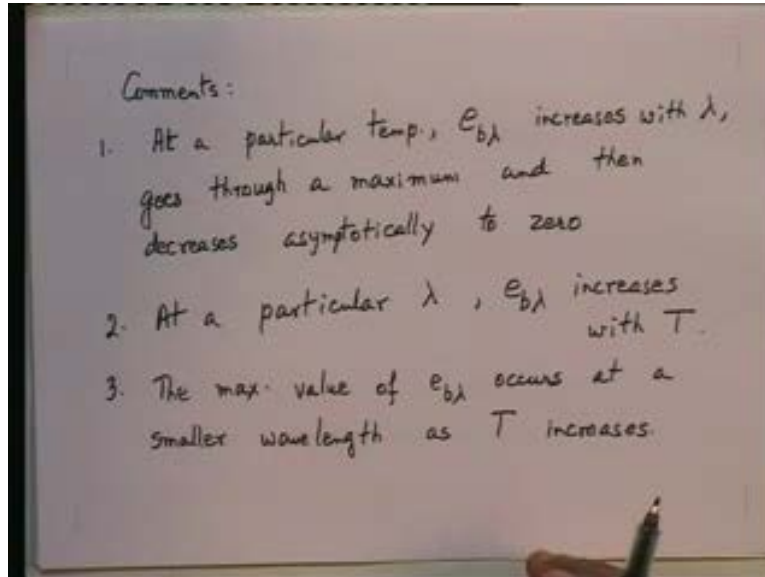 Comments:
1. At a particular temp., e_bλ increases with λ,
goes through a maximum and then
decreases asymptotically to zero
2. At a particular λ, e_bλ increases
with T.
3. The max. value of e_bλ occurs at a
smaller wavelength as T increases.